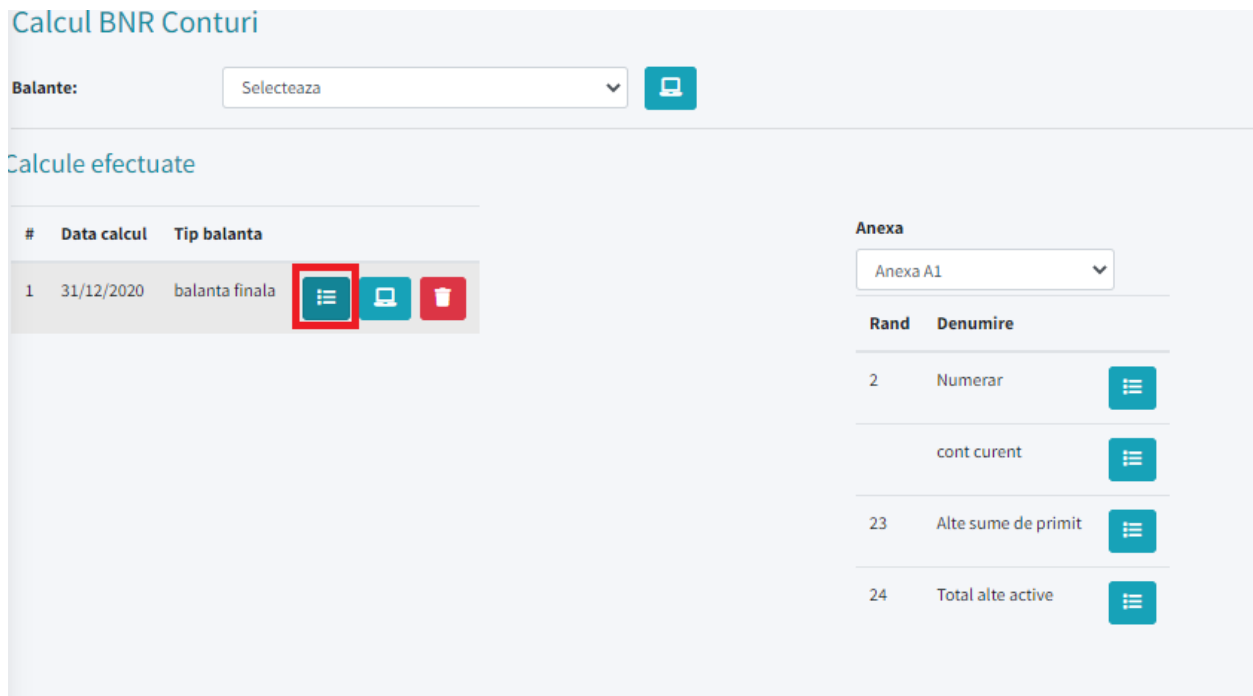 Calcul BNR Conturi
Balante: Selecteaza
Calcule efectuate
# Data calcul Tip balanta
1 31/12/2020 balanta finala
Anexa
Anexa A1
Rand Denumire
2 Numerar
cont curent
23 Alte sume de primit
24 Total alte active